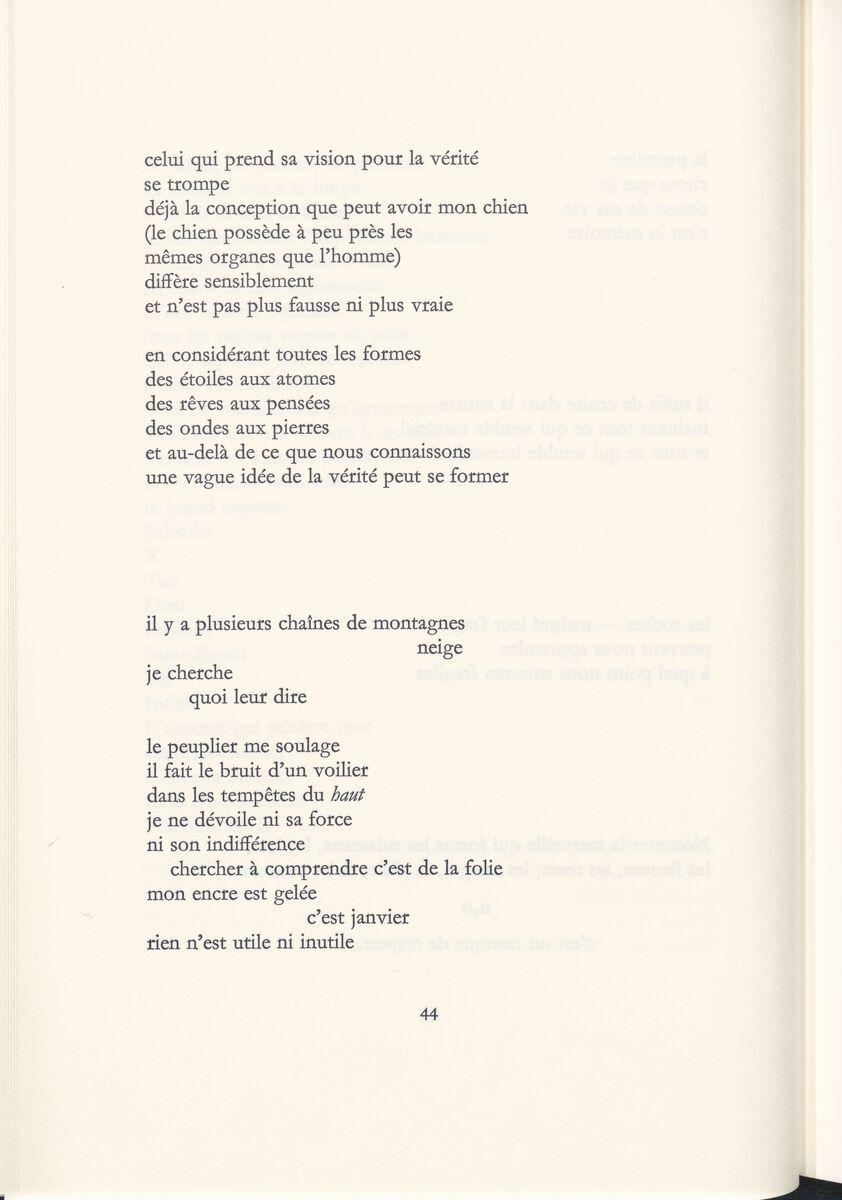 celui qui prend sa vision pour la vérité
se trompe
déjà la conception que peut avoir mon chien
(le chien possède à peu près les
mêmes organes que l'homme)
diffère sensiblement
et n'est pas plus fausse ni plus vraie
en considérant toutes les formes
des étoiles aux atomes
des rêves aux pensées
des ondes aux pierres
et au-delà de ce que nous connaissons
une vague idée de la vérité peut se former
il y a plusieurs chaînes de montagnes
neige
je cherche
quoi leur dire
le peuplier me soulage
il fait le bruit d'un voilier
dans les tempêtes du haut
je ne dévoile ni sa force
ni son indifférence
chercher à comprendre c'est de la folie
mon encre est gelée
c'est janvier
rien n'est utile ni inutile
44